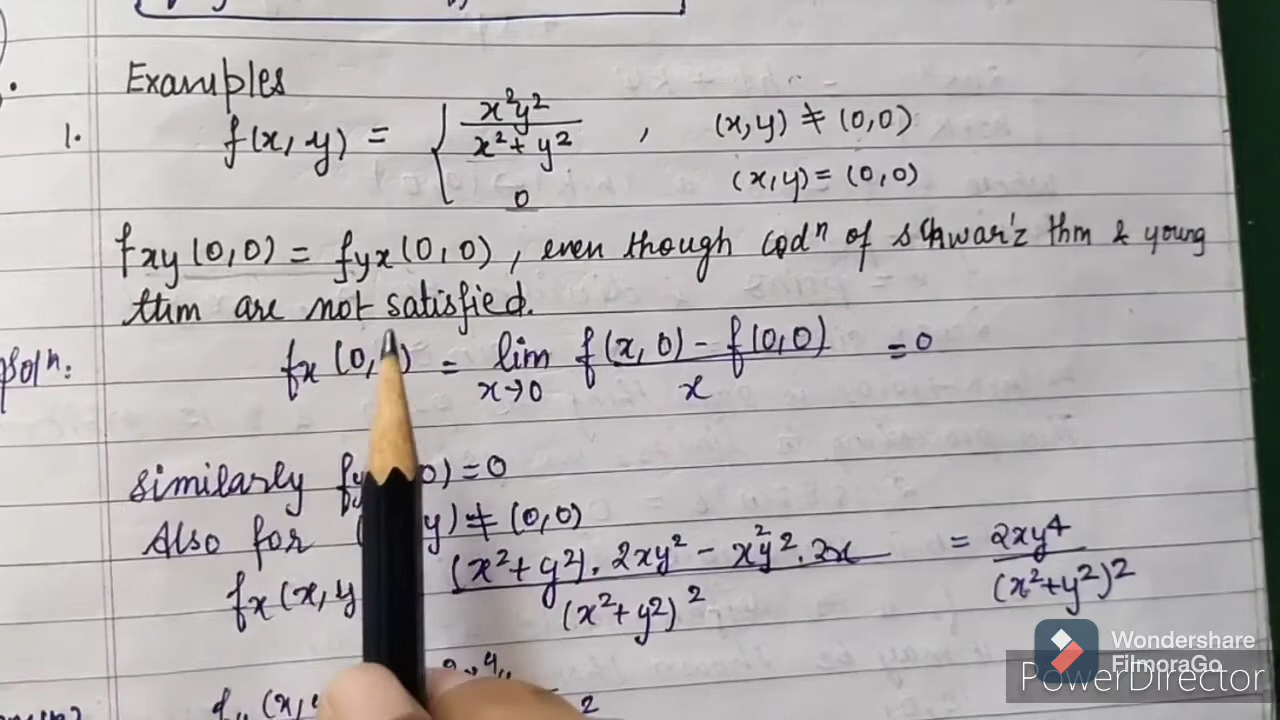 Examples
1. f(x, y) = { x²y² / x² + y² , (x,y) ≠ (0,0)
0 (x,y) = (0,0)
fxy (0,0) = fyx (0,0), even though codⁿ of schwar'z thm & young
thm are not satisfied.
Solⁿ: fx (0, ) = lim x→0 f(x, 0) - f(0,0) / x = 0
Similarly fy 0) = 0
Also for ( y) ≠ (0,0)
fx (x, y (x² + y²). 2xy² - x²y². 2x / (x² + y²)² = 2xy⁴ / (x² + y²)²
(x, y
Wondershare
FilmoraGo
PowerDirector